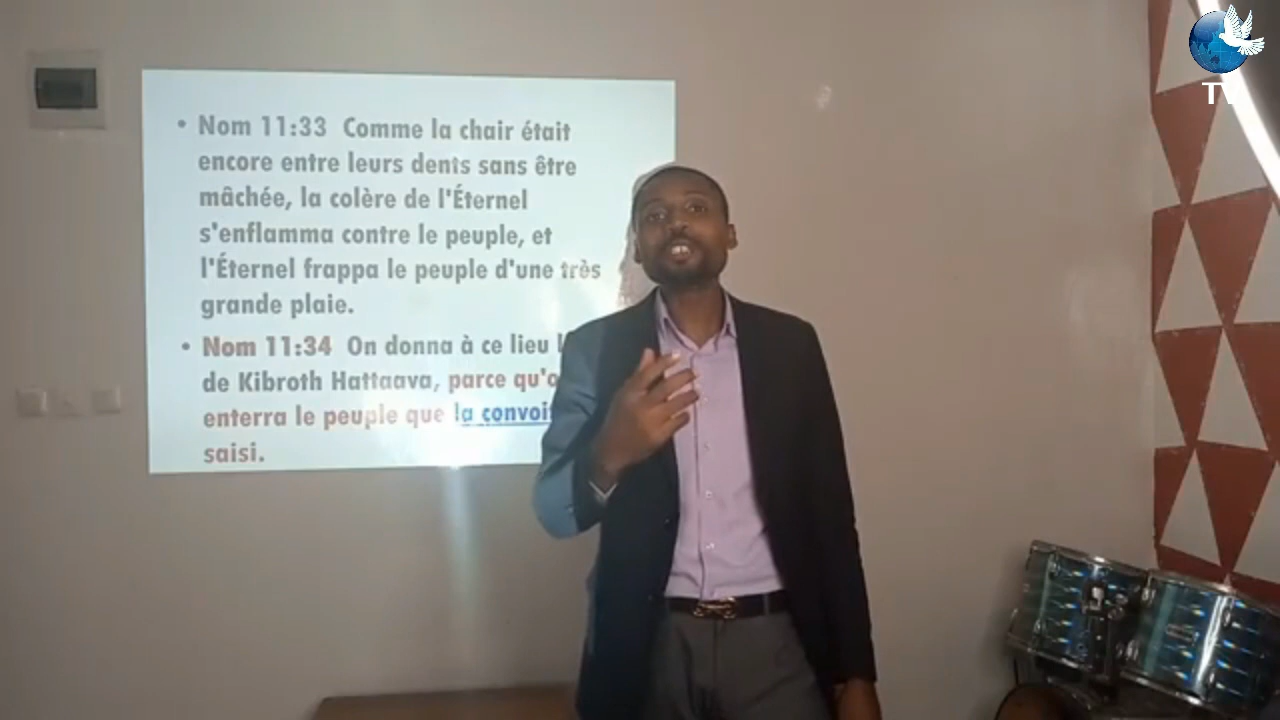 • Nom 11:33 Comme la chair était
encore entre leurs dents sans être
mâchée, la colère de l'Éternel
s'enflamma contre le peuple, et
l'Éternel frappa le peuple d'une très
grande plaie.
• Nom 11:34 On donna à ce lieu
de Kibroth Hattaava, parce qu'o
enterra le peuple que la convoi
saisi.
TV